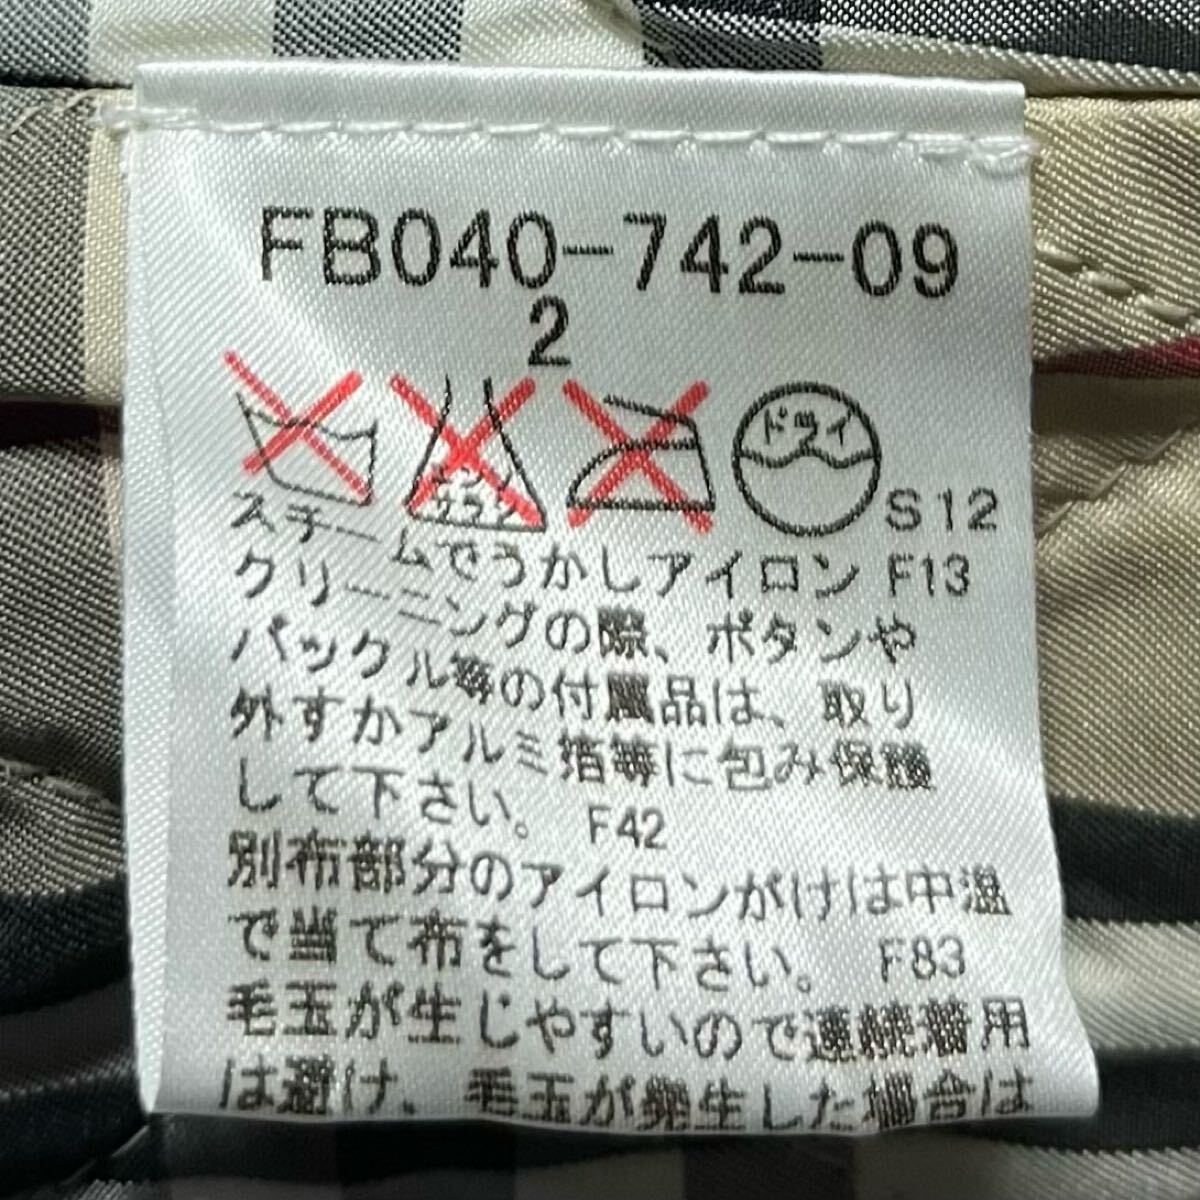 FB040-742-09
2
エンソ
サラシ
ドライ
S12
スチームでうかしアイロン F13
クリーニングの際、ボタンや
バックル等の付属品は、取り
外すかアルミ箔等に包み保護
して下さい。 F42
別布部分のアイロンがけは中温
で当て布をして下さい。 F83
毛玉が生じやすいので連続着用
は避け、毛玉が発生した場合は